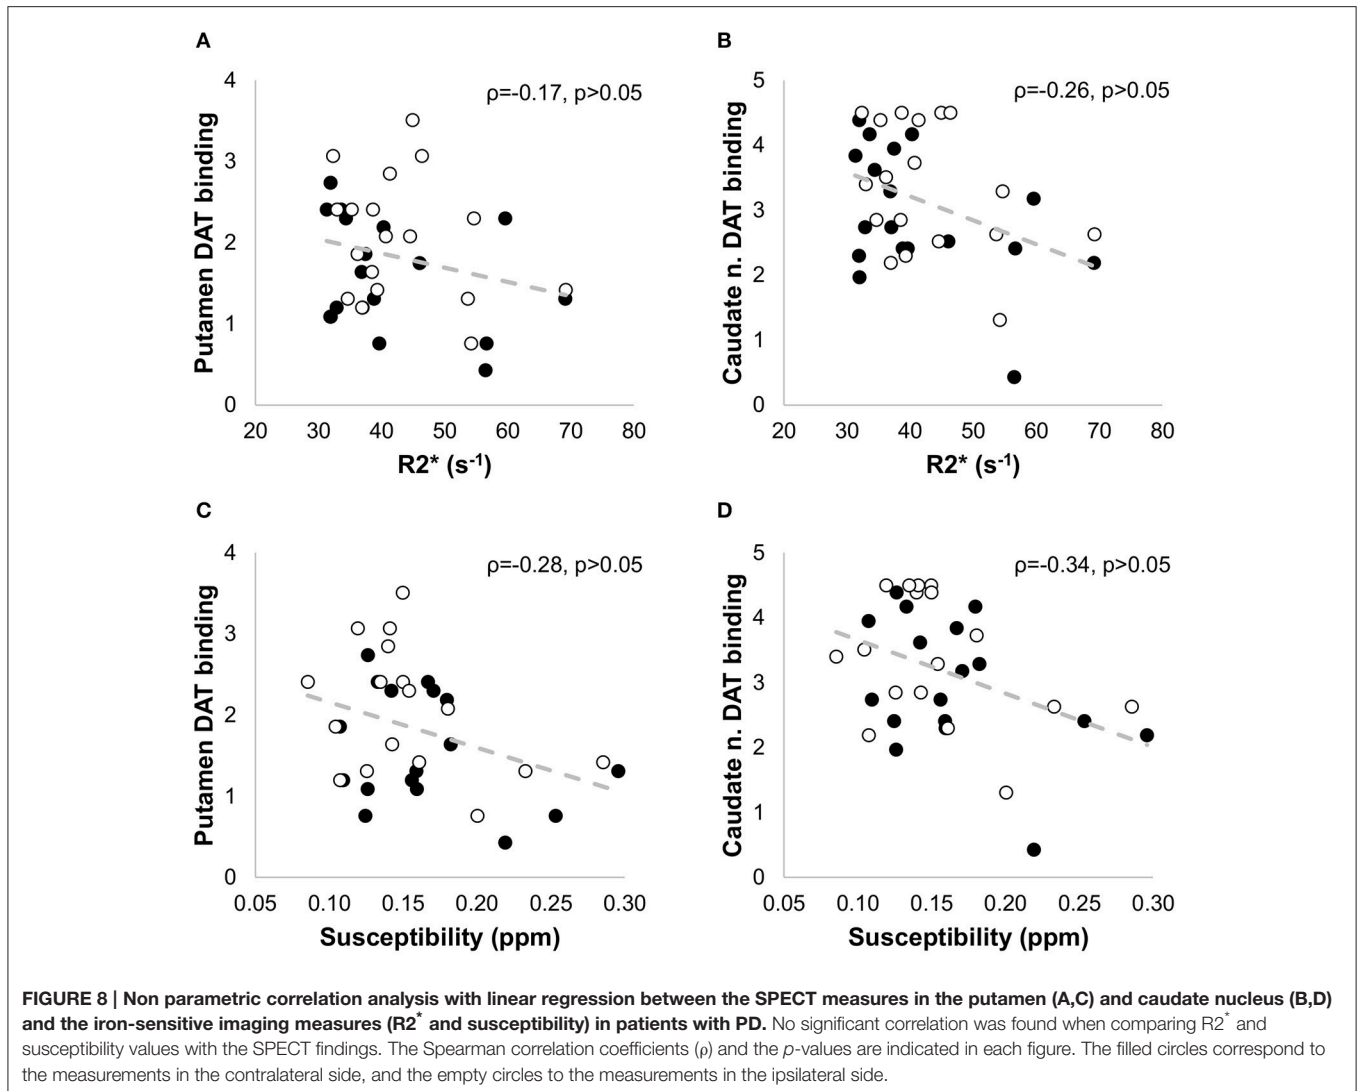 A
ρ=-0.17, p>0.05
Putamen DAT binding
4
3
2
1
0
20 30 40 50 60 70 80
R2* (s-1)
B
ρ=-0.26, p>0.05
Caudate n. DAT binding
5
4
3
2
1
0
20 30 40 50 60 70 80
R2* (s-1)
C
ρ=-0.28, p>0.05
Putamen DAT binding
4
3
2
1
0
0.05 0.10 0.15 0.20 0.25 0.30
Susceptibility (ppm)
D
ρ=-0.34, p>0.05
Caudate n. DAT binding
5
4
3
2
1
0
0.05 0.10 0.15 0.20 0.25 0.30
Susceptibility (ppm)
FIGURE 8 | Non parametric correlation analysis with linear regression between the SPECT measures in the putamen (A,C) and caudate nucleus (B,D)
and the iron-sensitive imaging measures (R2* and susceptibility) in patients with PD. No significant correlation was found when comparing R2* and
susceptibility values with the SPECT findings. The Spearman correlation coefficients (ρ) and the p-values are indicated in each figure. The filled circles correspond to
the measurements in the contralateral side, and the empty circles to the measurements in the ipsilateral side.